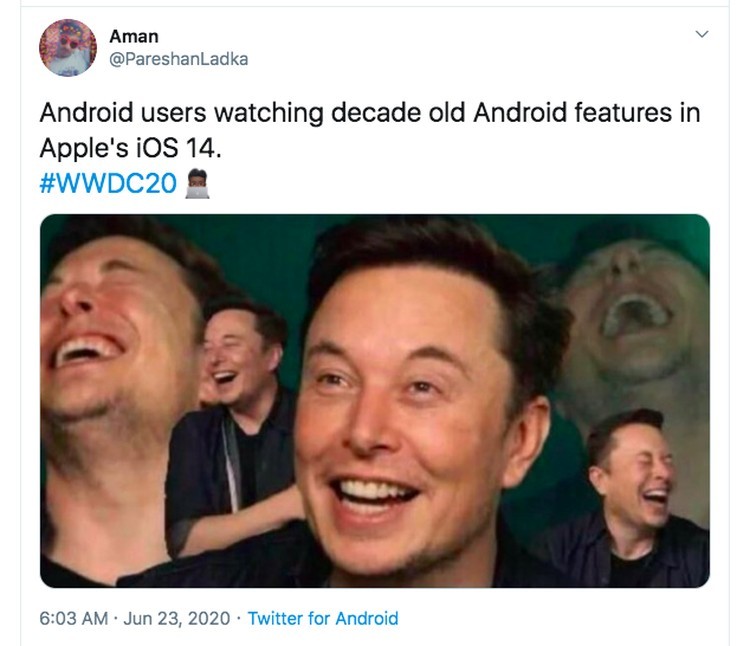 Aman
@PareshanLadka
Android users watching decade old Android features in
Apple's iOS 14.
#WWDC20 👨🏿‍💻
6:03 AM · Jun 23, 2020 · Twitter for Android